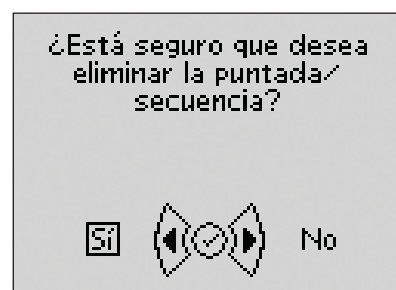 ¿Está seguro que desea
eliminar la puntada/
secuencia?
Sí No